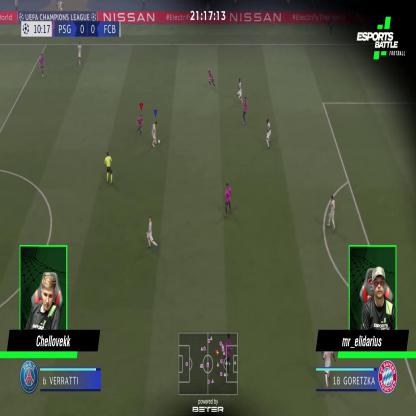 UEFA CHAMPIONS LEAGUE
10:17 PSG 0 0 FCB
NISSAN
21:17:13
NISSAN
ESPORTS
BATTLE
FOOTBALL
Chellovekk
mr_elidarius
6 VERRATTI
18 GORETZKA
powered by
BETER